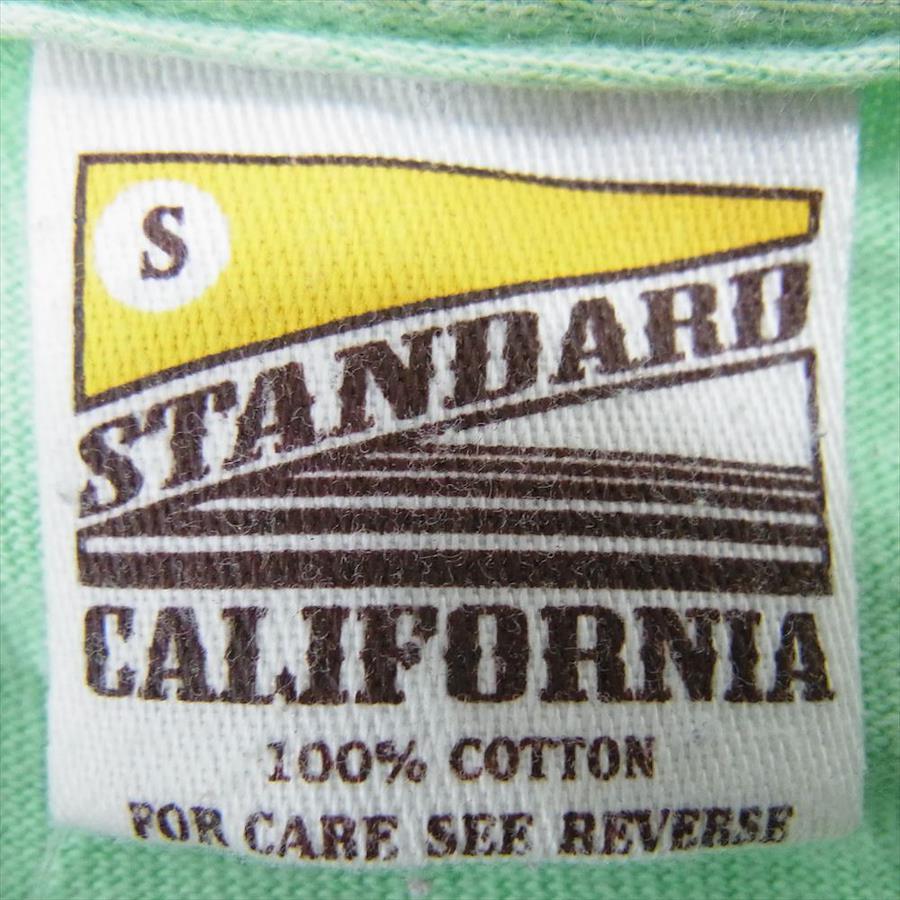 S
STANDARD
CALIFORNIA
100% COTTON
FOR CARE SEE REVERSE